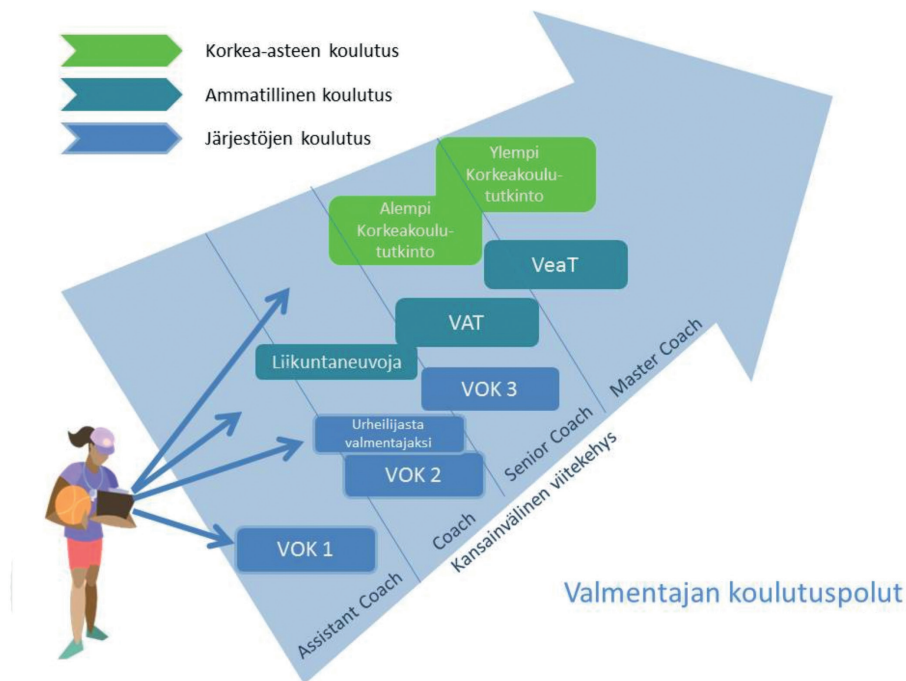 Korkea-asteen koulutus
Ammatillinen koulutus
Järjestöjen koulutus
Ylempi
Korkeakoulu-
tutkinto
Alempi
Korkeakoulu-
tutkinto
VeaT
VAT
Liikuntaneuvoja
VOK 3
Urheilijasta
valmentajaksi
VOK 2
VOK 1
Assistant Coach
Coach
Senior Coach
Master Coach
Kansainvälinen viitekehys
Valmentajan koulutuspolut